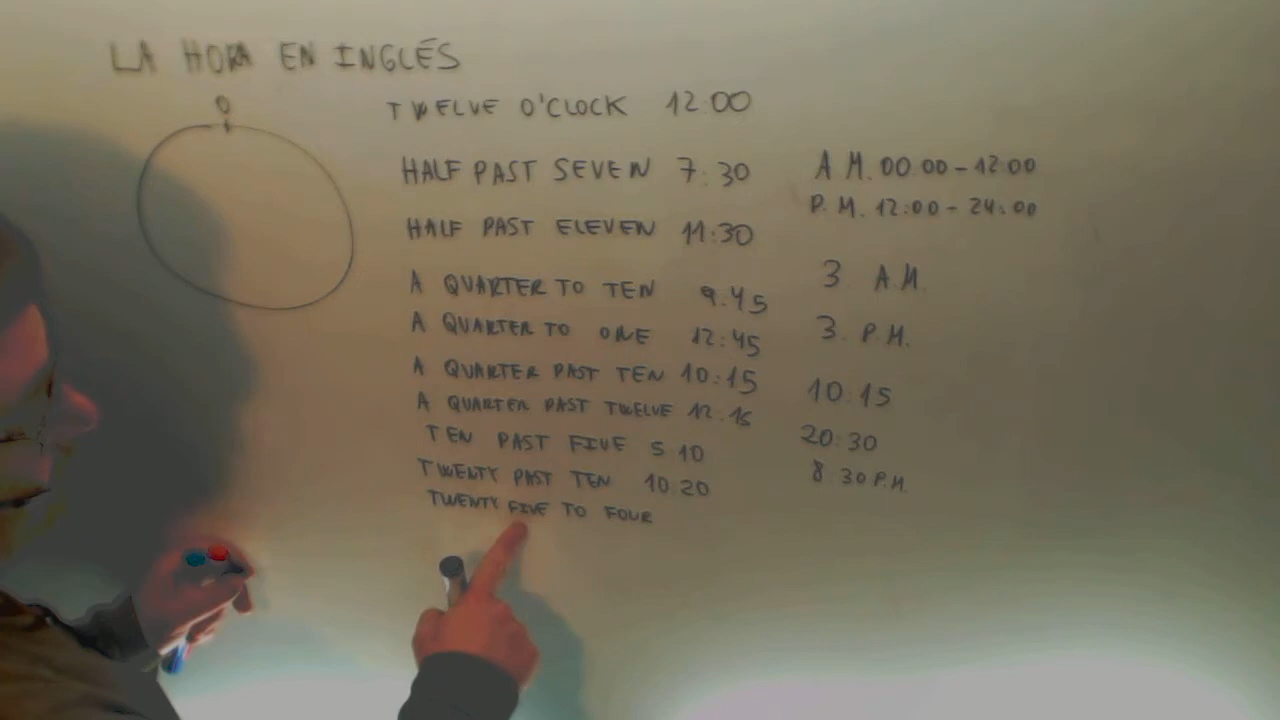 LA HORA EN INGLÉS
TWELVE O'CLOCK 12:00
HALF PAST SEVEN 7:30
HALF PAST ELEVEN 11:30
A QUARTER TO TEN 9.45
A QUARTER TO ONE 12:45
A QUARTER PAST TEN 10:15
A QUARTER PAST TWELVE 12.15
TEN PAST FIVE 5 10
TWENTY PAST TEN 10.20
TWENTY FIVE TO FOUR
A.M. 00.00 - 12:00
P.M. 12:00 - 24:00
3 A.M.
3. P.M.
10:15
20:30
8.30 P.M.